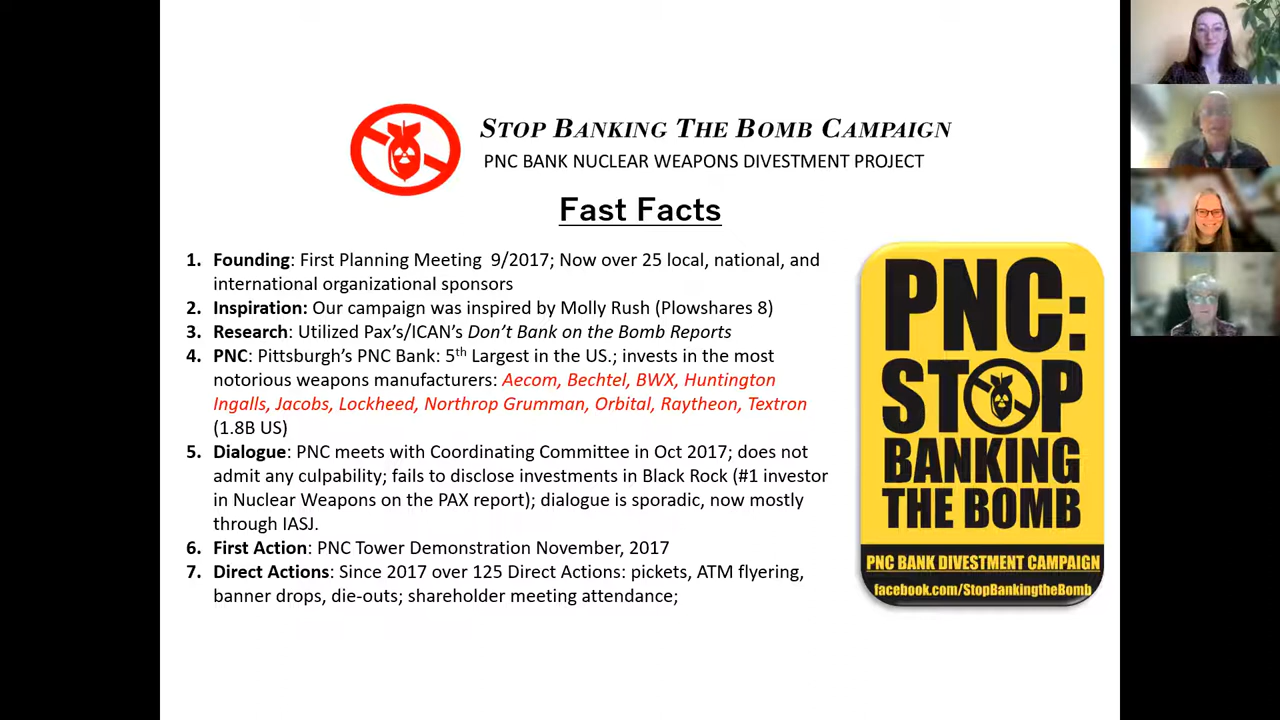 STOP BANKING THE BOMB CAMPAIGN
PNC BANK NUCLEAR WEAPONS DIVESTMENT PROJECT
Fast Facts
1. Founding: First Planning Meeting 9/2017; Now over 25 local, national, and
international organizational sponsors
2. Inspiration: Our campaign was inspired by Molly Rush (Plowshares 8)
3. Research: Utilized Pax's/ICAN's Don't Bank on the Bomb Reports
4. PNC: Pittsburgh's PNC Bank: 5th Largest in the US.; invests in the most
notorious weapons manufacturers: Aecom, Bechtel, BWX, Huntington
Ingalls, Jacobs, Lockheed, Northrop Grumman, Orbital, Raytheon, Textron
(1.8B US)
5. Dialogue: PNC meets with Coordinating Committee in Oct 2017; does not
admit any culpability; fails to disclose investments in Black Rock (#1 investor
in Nuclear Weapons on the PAX report); dialogue is sporadic, now mostly
through IASJ.
6. First Action: PNC Tower Demonstration November, 2017
7. Direct Actions: Since 2017 over 125 Direct Actions: pickets, ATM flyering,
banner drops, die-outs; shareholder meeting attendance;
PNC:
STOP
BANKING
THE BOMB
PNC BANK DIVESTMENT CAMPAIGN
facebook.com/StopBankingtheBomb